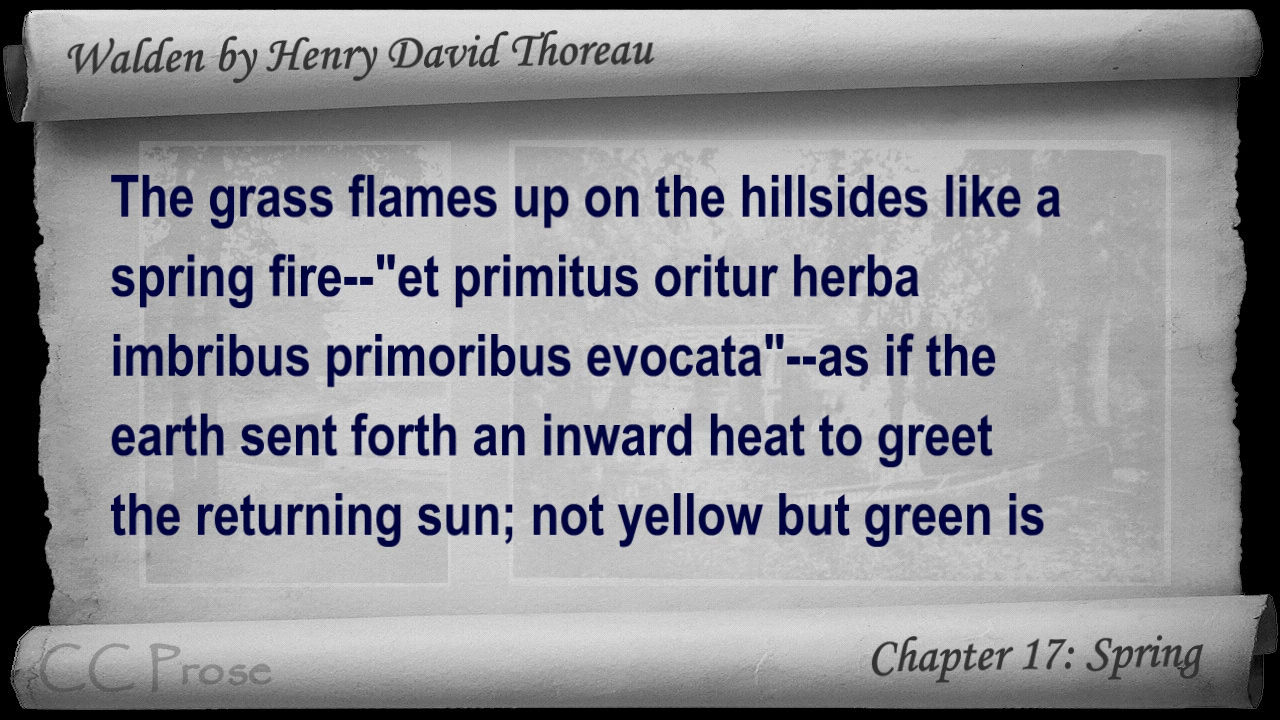 Walden by Henry David Thoreau
The grass flames up on the hillsides like a
spring fire--"et primitus oritur herba
imbribus primoribus evocata"--as if the
earth sent forth an inward heat to greet
the returning sun; not yellow but green is
CC Prose
Chapter 17: Spring